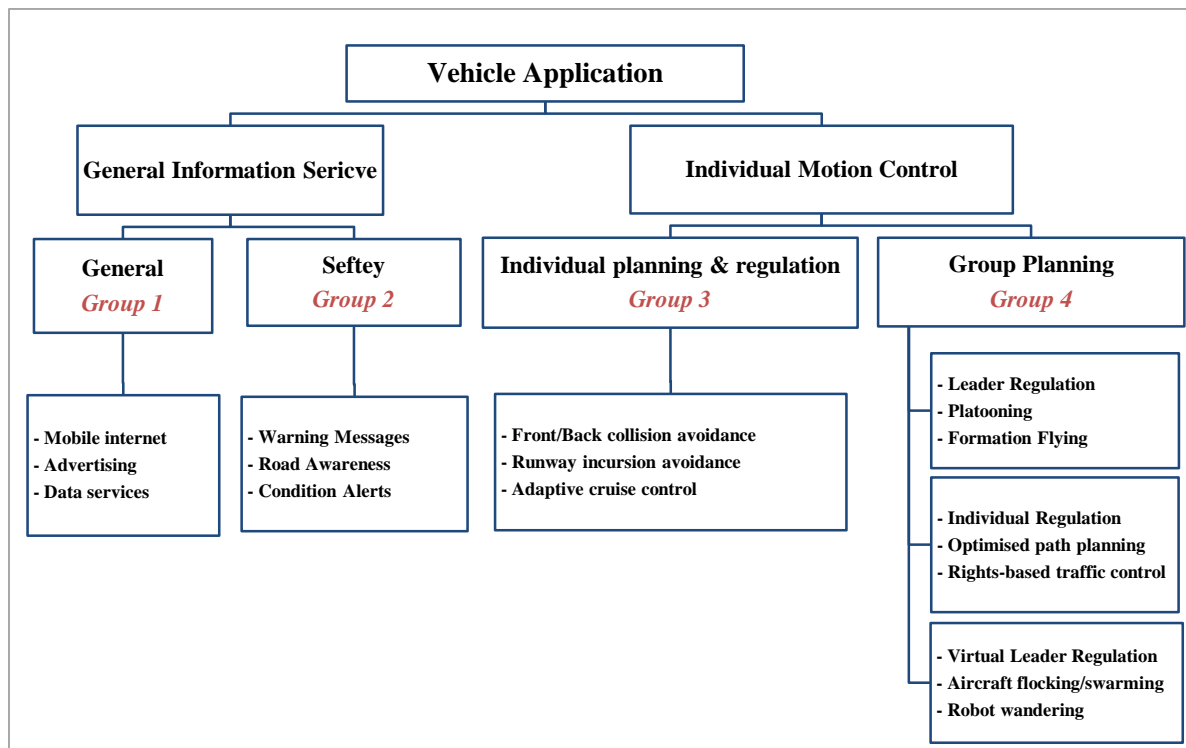 Vehicle Application
General Information Sericve
Individual Motion Control
General
Group 1
Seftey
Group 2
Individual planning & regulation
Group 3
Group Planning
Group 4
- Mobile internet
- Advertising
- Data services
- Warning Messages
- Road Awareness
- Condition Alerts
- Front/Back collision avoidance
- Runway incursion avoidance
- Adaptive cruise control
- Leader Regulation
- Platooning
- Formation Flying
- Individual Regulation
- Optimised path planning
- Rights-based traffic control
- Virtual Leader Regulation
- Aircraft flocking/swarming
- Robot wandering